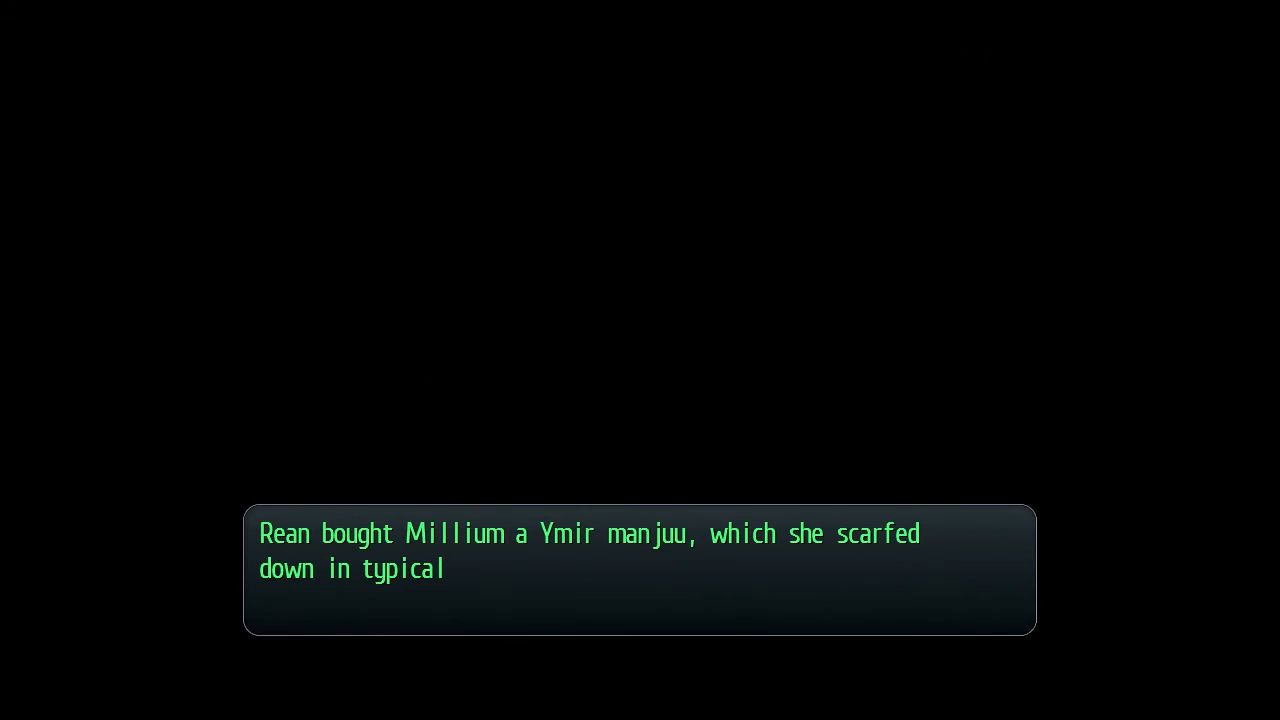 Rean bought Millium a Ymir manjuu, which she scarfed
down in typical